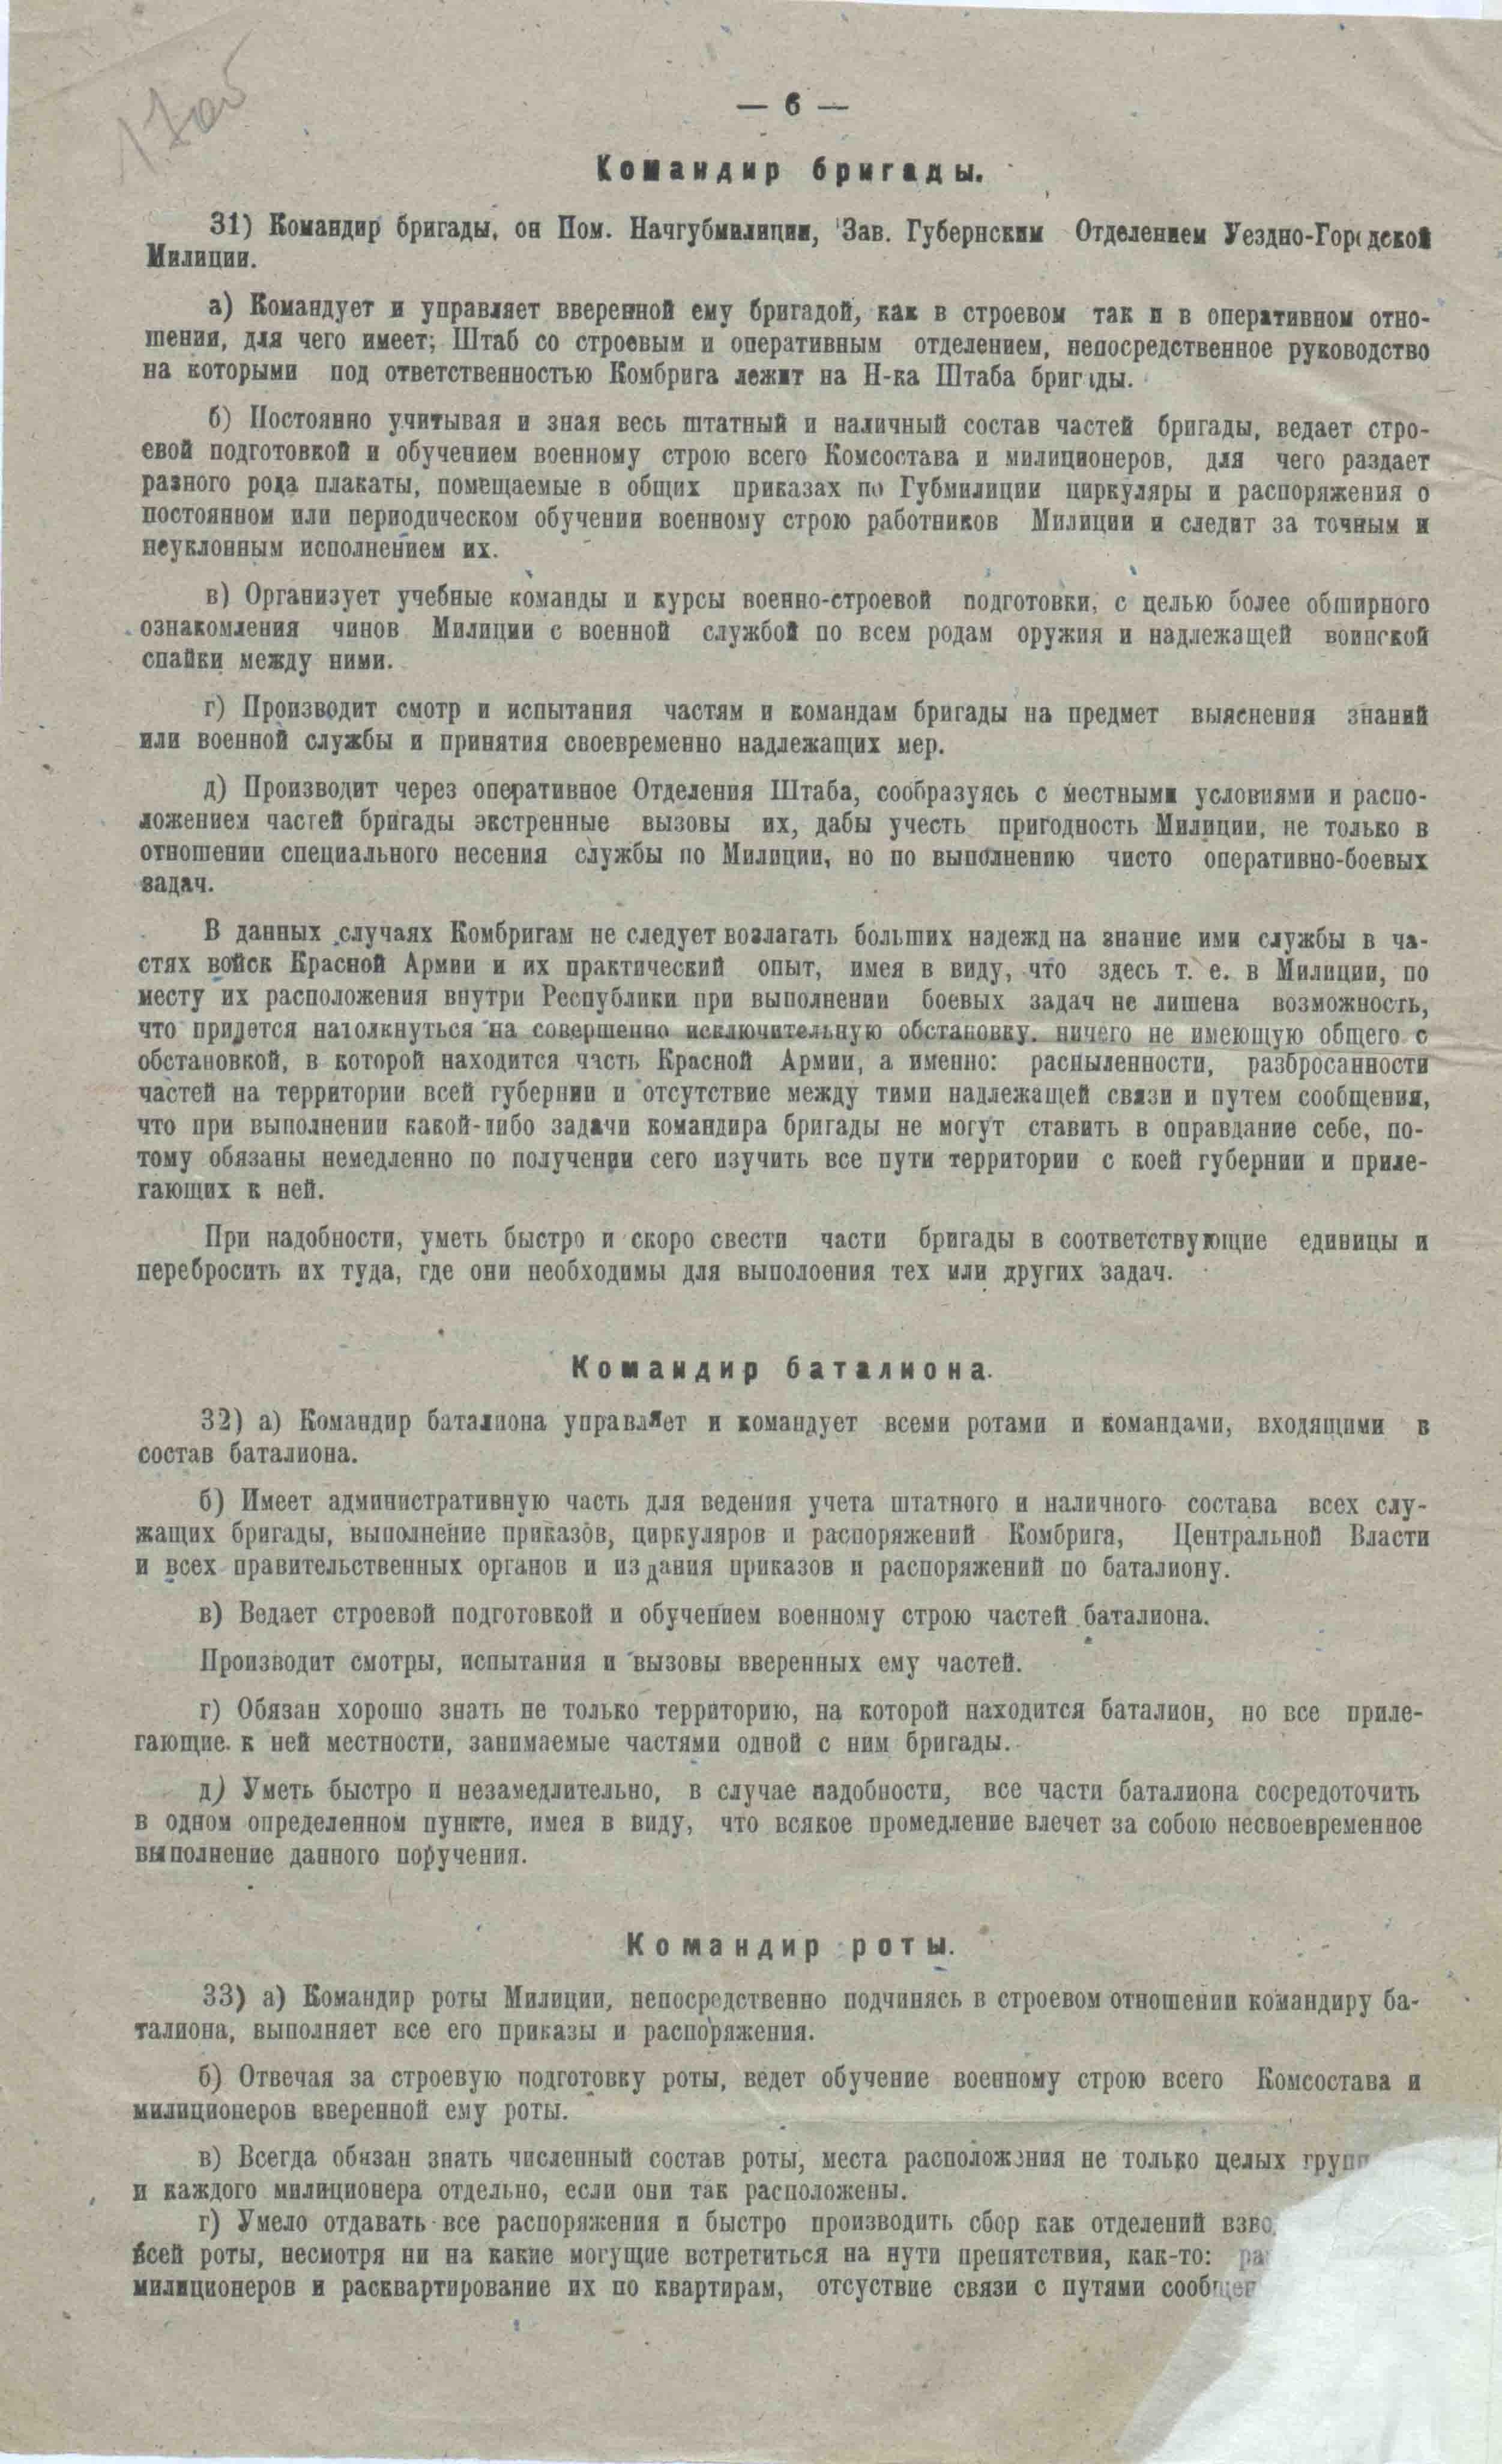 — 6 —
Командир бригады.
31) Командир бригады, он Пом. Начгубмилиции, Зав. Губернским Отделением Уездно-Городской
Милиции.
а) Командует и управляет вверенной ему бригадой, как в строевом так и в оперативном отно-
шении, для чего имеет; Штаб со строевым и оперативным отделением, непосредственное руководство
на которыми под ответственностью Комбрига лежит на Н-ка Штаба бригады.
б) Постоянно учитывая и зная весь штатный и наличный состав частей бригады, ведает стро-
евой подготовкой и обучением военному строю всего Комсостава и милиционеров, для чего раздает
разного рода плакаты, помещаемые в общих приказах по Губмилиции циркуляры и распоряжения о
постоянном или периодическом обучении военному строю работников Милиции и следит за точным и
неуклонным исполнением их.
в) Организует учебные команды и курсы военно-строевой подготовки, с целью более обширного
ознакомления чинов Милиции с военной службой по всем родам оружия и надлежащей воинской
спайки между ними.
г) Производит смотр и испытания частям и командам бригады на предмет выяснения знаний
или военной службы и принятия своевременно надлежащих мер.
д) Производит через оперативное Отделения Штаба, сообразуясь с местными условиями и распо-
ложением частей бригады экстренные вызовы их, дабы учесть пригодность Милиции, не только в
отношении специального несения службы по Милиции, но по выполнению чисто оперативно-боевых
задач.
В данных случаях Комбригам не следует возлагать больших надежд на знание ими службы в ча-
стях войск Красной Армии и их практический опыт, имея в виду, что здесь т. е. в Милиции, по
месту их расположения внутри Республики при выполнении боевых задач не лишена возможность,
что придется натолкнуться на совершенно исключительную обстановку. ничего не имеющую общего с
обстановкой, в которой находится часть Красной Армии, а именно: распыленности, разбросанности
частей на территории всей губернии и отсутствие между тими надлежащей связи и путем сообщения,
что при выполнении какой-либо задачи командира бригады не могут ставить в оправдание себе, по-
тому обязаны немедленно по получении сего изучить все пути территории с коей губернии и приле-
гающих к ней.
При надобности, уметь быстро и скоро свести части бригады в соответствующие единицы и
перебросить их туда, где они необходимы для выполоения тех или других задач.
Командир баталиона.
32) а) Командир баталиона управляет и командует всеми ротами и командами, входящими в
состав баталиона.
б) Имеет административную часть для ведения учета штатного и наличного состава всех слу-
жащих бригады, выполнение приказов, циркуляров и распоряжений Комбрига, Центральной Власти
и всех правительственных органов и издания приказов и распоряжений по баталиону.
в) Ведает строевой подготовкой и обучением военному строю частей баталиона.
Производит смотры, испытания и вызовы вверенных ему частей.
г) Обязан хорошо знать не только территорию, на которой находится баталион, но все приле-
гающие. к ней местности, занимаемые частями одной с ним бригады.
д) Уметь быстро и незамедлительно, в случае надобности, все части баталиона сосредоточить
в одном определенном пункте, имея в виду, что всякое промедление влечет за собою несвоевременное
выполнение данного поручения.
Командир роты.
33) а) Командир роты Милиции, непосредственно подчинясь в строевом отношении командиру ба-
талиона, выполняет все его приказы и распоряжения.
б) Отвечая за строевую подготовку роты, ведет обучение военному строю всего Комсостава и
милиционеров вверенной ему роты.
в) Всегда обязан знать численный состав роты, места расположения не только целых групп
и каждого милиционера отдельно, если они так расположены.
г) Умело отдавать все распоряжения и быстро производить сбор как отделений взво
всей роты, несмотря ни на какие могущие встретиться на пути препятствия, как-то:
милиционеров и расквартирование их по квартирам, отсуствие связи с путями сообщен